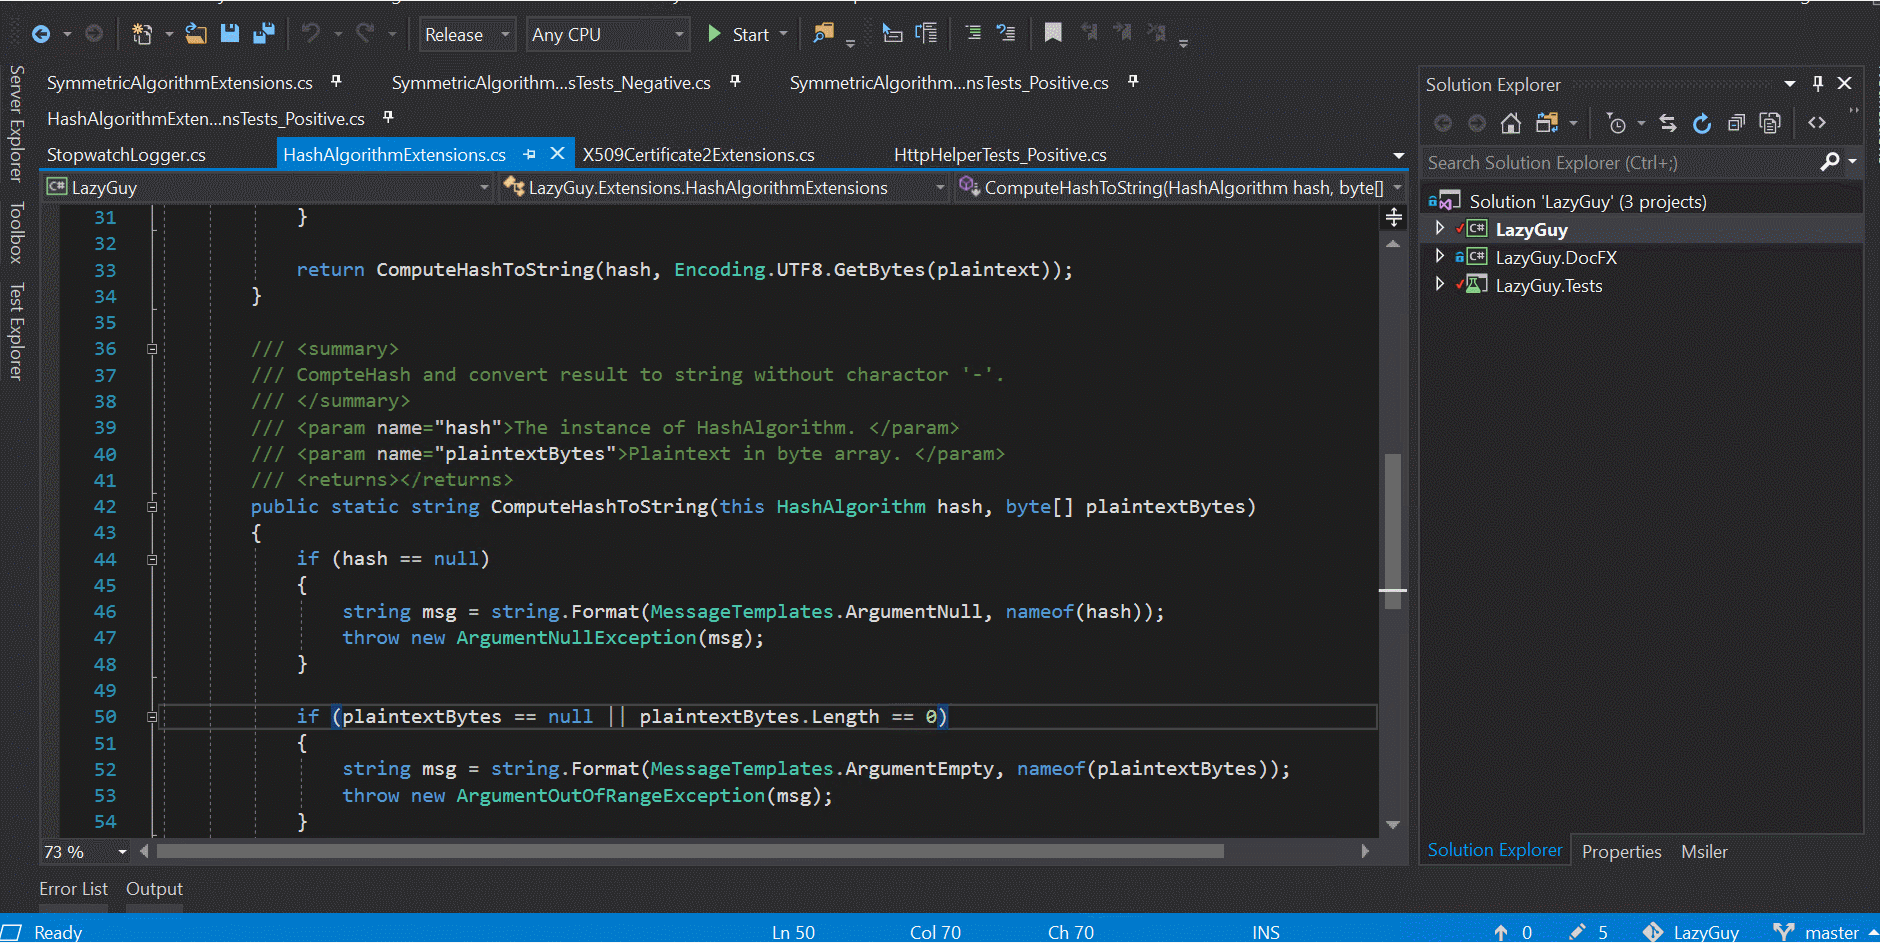 Release
Any CPU
Start
Server Explorer
Toolbox
Test Explorer
SymmetricAlgorithmExtensions.cs
SymmetricAlgorithm...sTests_Negative.cs
SymmetricAlgorithm...nsTests_Positive.cs
HashAlgorithmExten...nsTests_Positive.cs
StopwatchLogger.cs
HashAlgorithmExtensions.cs
X509Certificate2Extensions.cs
HttpHelperTests_Positive.cs
C# LazyGuy
LazyGuy.Extensions.HashAlgorithmExtensions
ComputeHashToString(HashAlgorithm hash, byte[]
31 }
32
33 return ComputeHashToString(hash, Encoding.UTF8.GetBytes(plaintext));
34 }
35
36 /// <summary>
37 /// CompteHash and convert result to string without charactor '-'.
38 /// </summary>
39 /// <param name="hash">The instance of HashAlgorithm. </param>
40 /// <param name="plaintextBytes">Plaintext in byte array. </param>
41 /// <returns></returns>
42 public static string ComputeHashToString(this HashAlgorithm hash, byte[] plaintextBytes)
43 {
44 if (hash == null)
45 {
46 string msg = string.Format(MessageTemplates.ArgumentNull, nameof(hash));
47 throw new ArgumentNullException(msg);
48 }
49
50 if (plaintextBytes == null || plaintextBytes.Length == 0)
51 {
52 string msg = string.Format(MessageTemplates.ArgumentEmpty, nameof(plaintextBytes));
53 throw new ArgumentOutOfRangeException(msg);
54 }
73 %
Solution Explorer
Search Solution Explorer (Ctrl+;)
Solution 'LazyGuy' (3 projects)
C# LazyGuy
C# LazyGuy.DocFX
LazyGuy.Tests
Solution Explorer
Properties
Msiler
Error List
Output
Ready
Ln 50
Col 70
Ch 70
INS
0
5
LazyGuy
master